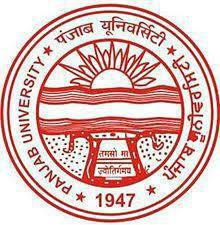 PANJAB UNIVERSITY
पंजाब यूनिवर्सिटी
ਪੰਜਾਬ ਯੂਨੀਵਰਸਿਟੀ
तमसो मा
ज्योतिर्गमय
1947